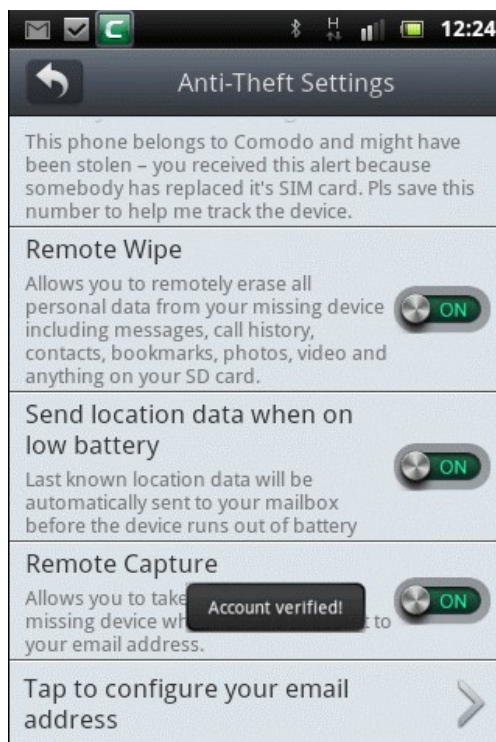 H
12:24
Anti-Theft Settings
This phone belongs to Comodo and might have
been stolen – you received this alert because
somebody has replaced it's SIM card. Pls save this
number to help me track the device.
Remote Wipe
Allows you to remotely erase all
personal data from your missing device
including messages, call history,
contacts, bookmarks, photos, video and
anything on your SD card.
ON
Send location data when on
low battery
Last known location data will be
automatically sent to your mailbox
before the device runs out of battery
ON
Remote Capture
Allows you to take
missing device
to
your email address.
Account verified!
ON
Tap to configure your email
address